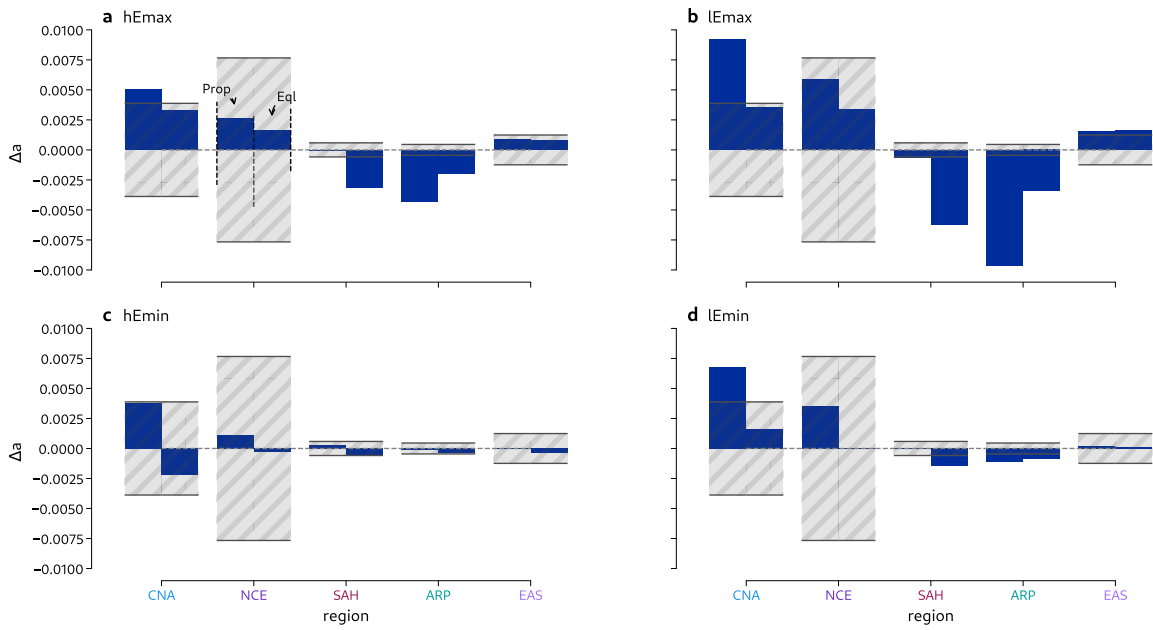 a hEmax
b lEmax
0.0100
0.0075
0.0050
0.0025
0.0000
−0.0025
−0.0050
−0.0075
−0.0100
Δa
Prop
Eql
c hEmin
d lEmin
0.0100
0.0075
0.0050
0.0025
0.0000
−0.0025
−0.0050
−0.0075
−0.0100
Δa
CNA NCE SAH ARP EAS
CNA NCE SAH ARP EAS
region
region